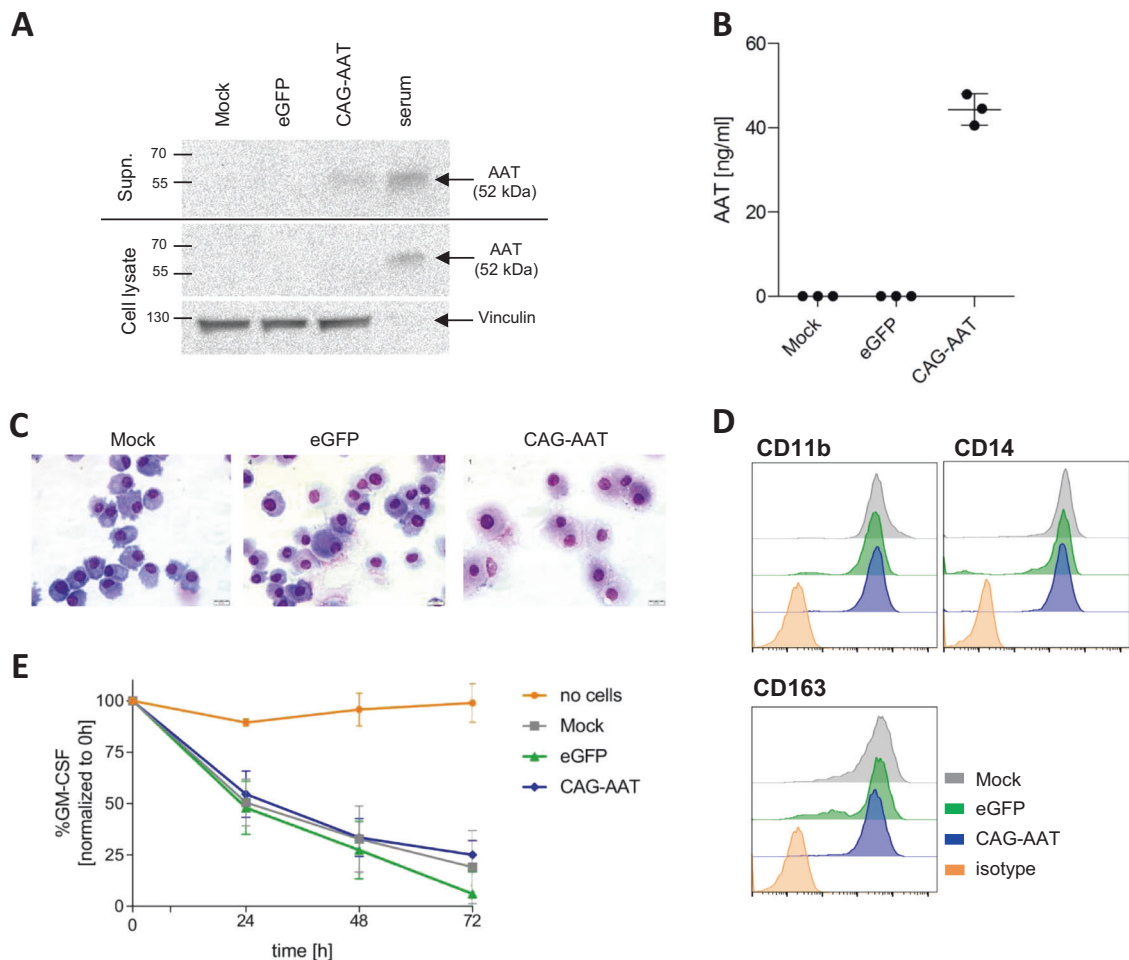 A
Mock
eGFP
CAG-AAT
serum
Supn.
70
55
AAT
(52 kDa)
Cell lysate
70
55
AAT
(52 kDa)
130
Vinculin
B
AAT [ng/ml]
60
40
20
0
Mock
eGFP
CAG-AAT
C
Mock
eGFP
CAG-AAT
D
CD11b
CD14
CD163
Mock
eGFP
CAG-AAT
isotype
E
%GM-CSF
[normalized to 0h]
100
75
50
25
0
0
24
48
72
time [h]
no cells
Mock
eGFP
CAG-AAT